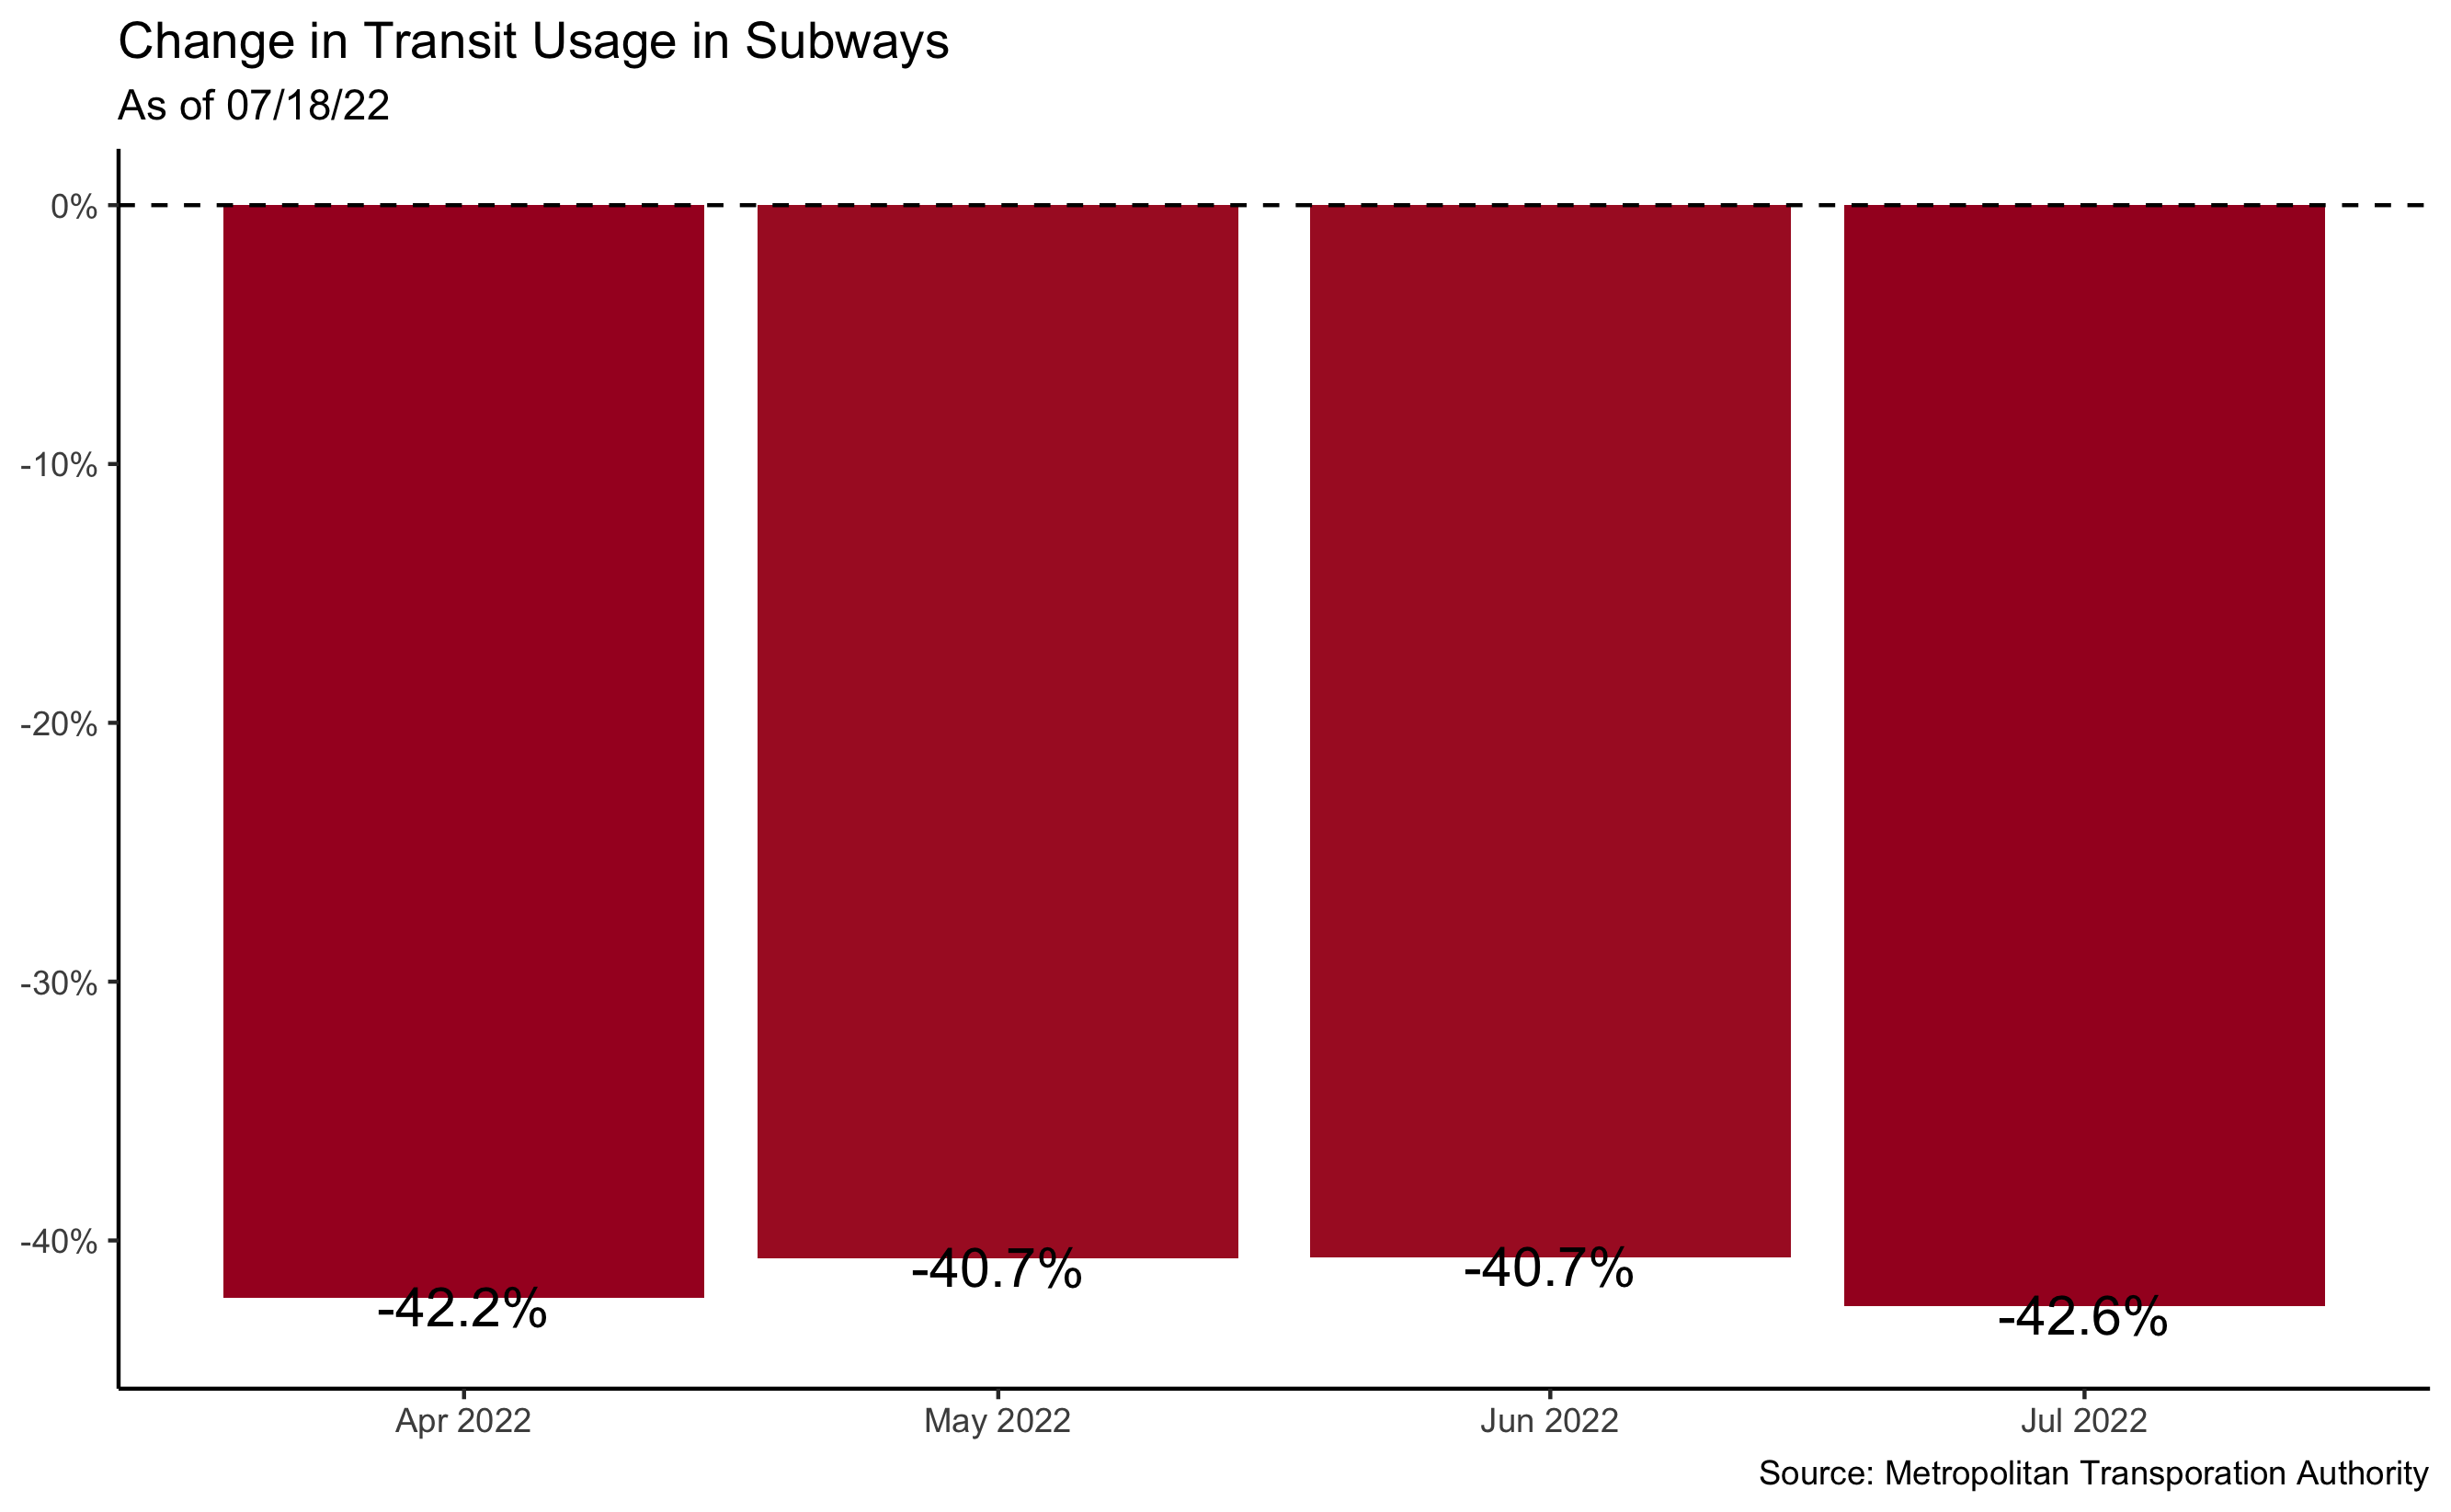 Change in Transit Usage in Subways
As of 07/18/22
0%
-10%
-20%
-30%
-40%
-42.2%
-40.7%
-40.7%
-42.6%
Apr 2022
May 2022
Jun 2022
Jul 2022
Source: Metropolitan Transporation Authority